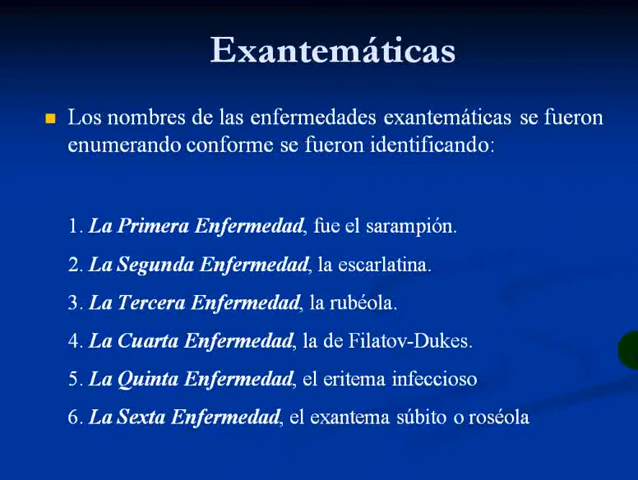 Exantemáticas
Los nombres de las enfermedades exantemáticas se fueron
enumerando conforme se fueron identificando:
1. La Primera Enfermedad, fue el sarampión.
2. La Segunda Enfermedad, la escarlatina.
3. La Tercera Enfermedad, la rubéola.
4. La Cuarta Enfermedad, la de Filatov-Dukes.
5. La Quinta Enfermedad, el eritema infeccioso
6. La Sexta Enfermedad, el exantema súbito o roséola